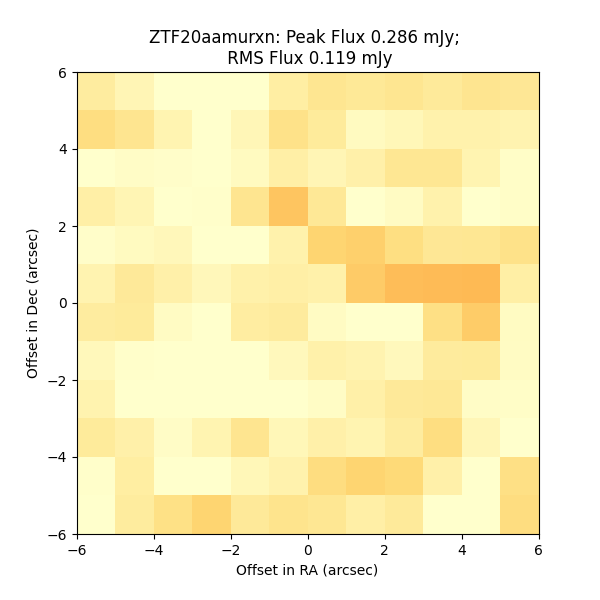 ZTF20aamurxn: Peak Flux 0.286 mJy;
RMS Flux 0.119 mJy
6
4
2
0
−2
−4
−6
Offset in Dec (arcsec)
−6 −4 −2 0 2 4 6
Offset in RA (arcsec)